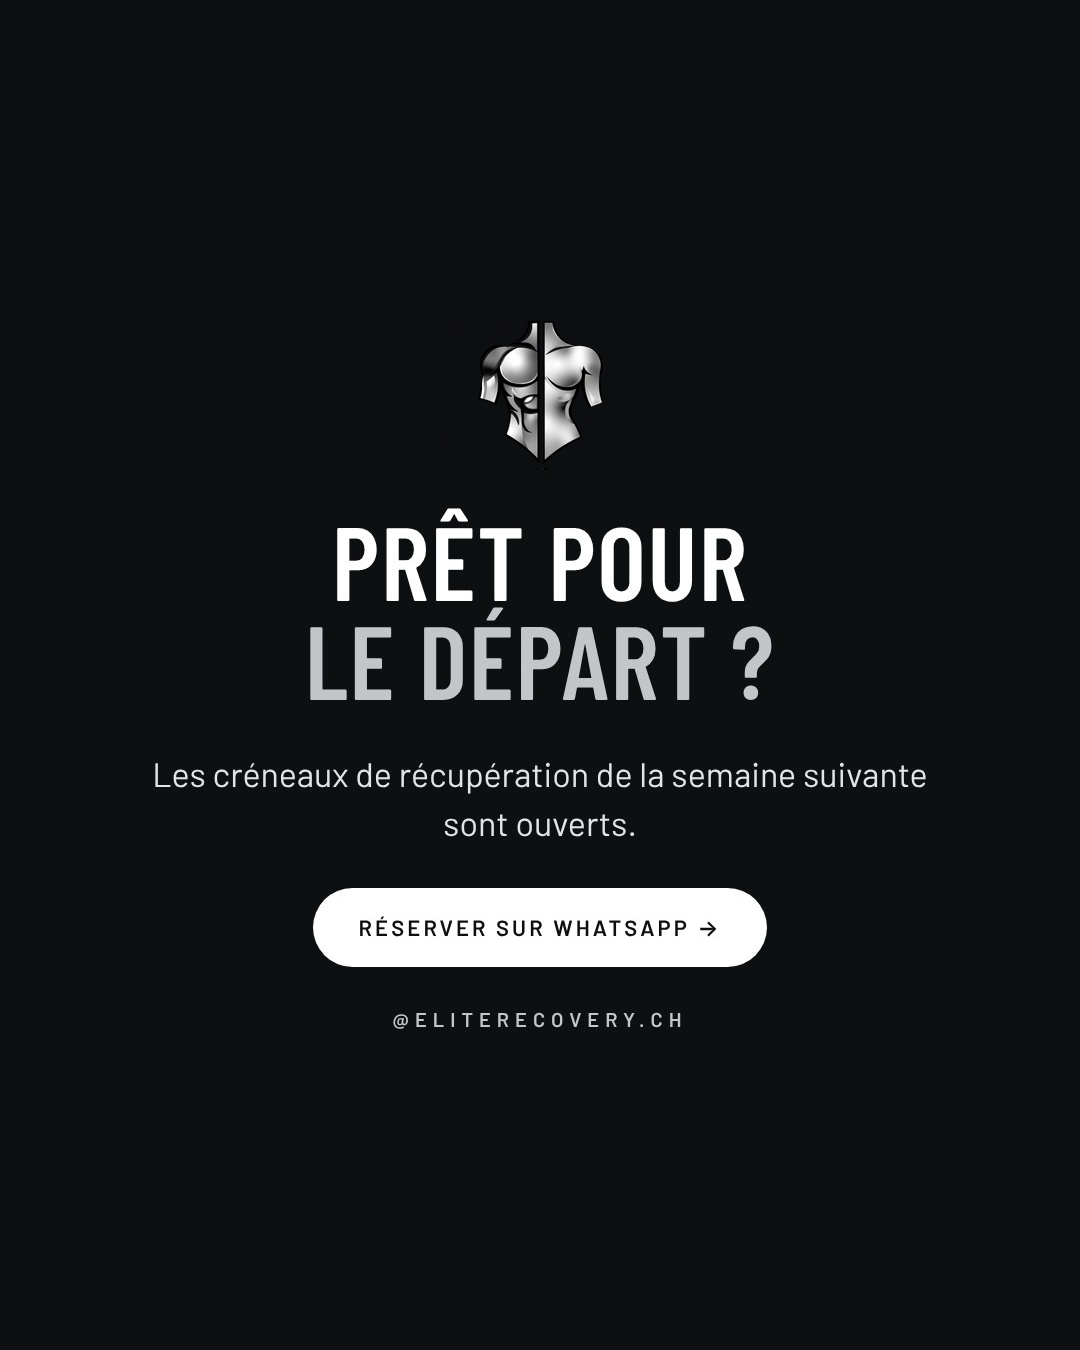 PRÊT POUR
LE DÉPART ?
Les créneaux de récupération de la semaine suivante
sont ouverts.
RÉSERVER SUR WHATSAPP →
@ELITERECOVERY.CH